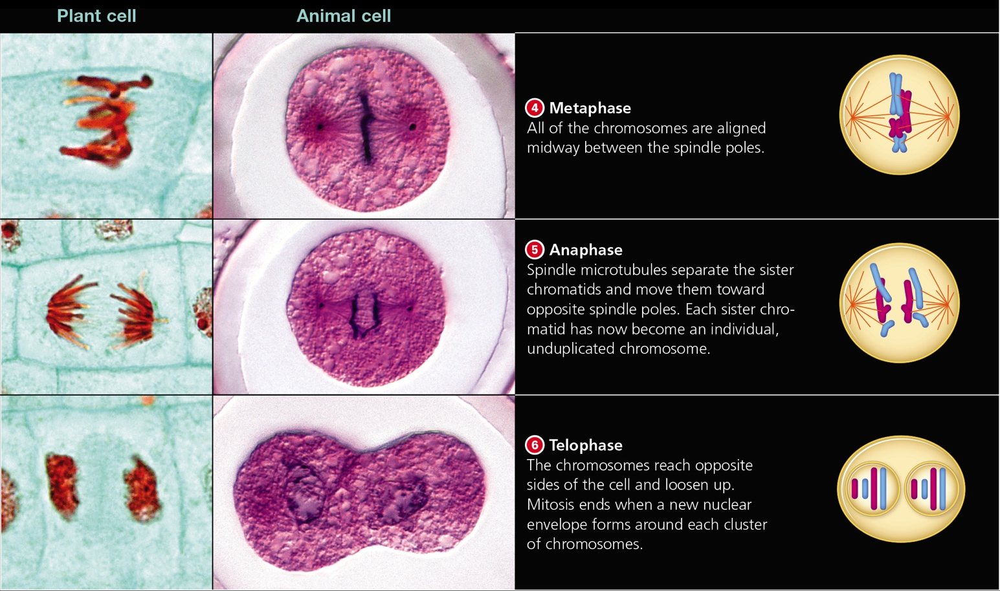 Plant cell
Animal cell
4 Metaphase
All of the chromosomes are aligned
midway between the spindle poles.
5 Anaphase
Spindle microtubules separate the sister
chromatids and move them toward
opposite spindle poles. Each sister chro-
matid has now become an individual,
unduplicated chromosome.
6 Telophase
The chromosomes reach opposite
sides of the cell and loosen up.
Mitosis ends when a new nuclear
envelope forms around each cluster
of chromosomes.